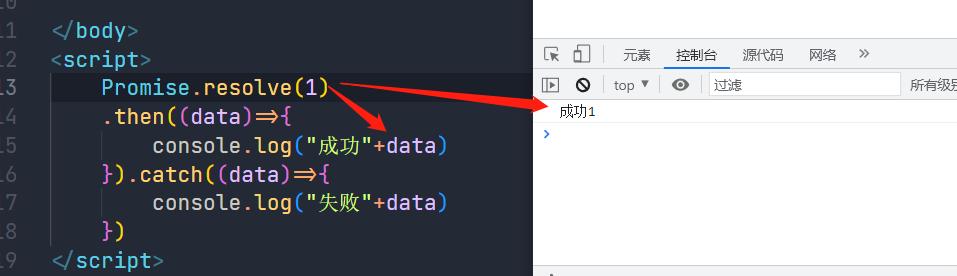 10
11 </body>
12 <script>
13 Promise.resolve(1)
14 .then((data)=>{
15 console.log("成功"+data)
16 }).catch((data)=>{
17 console.log("失败"+data)
18 })
19 </script>
元素 控制台 源代码 网络 »
top ▼ 过滤 所有级别
成功1
›